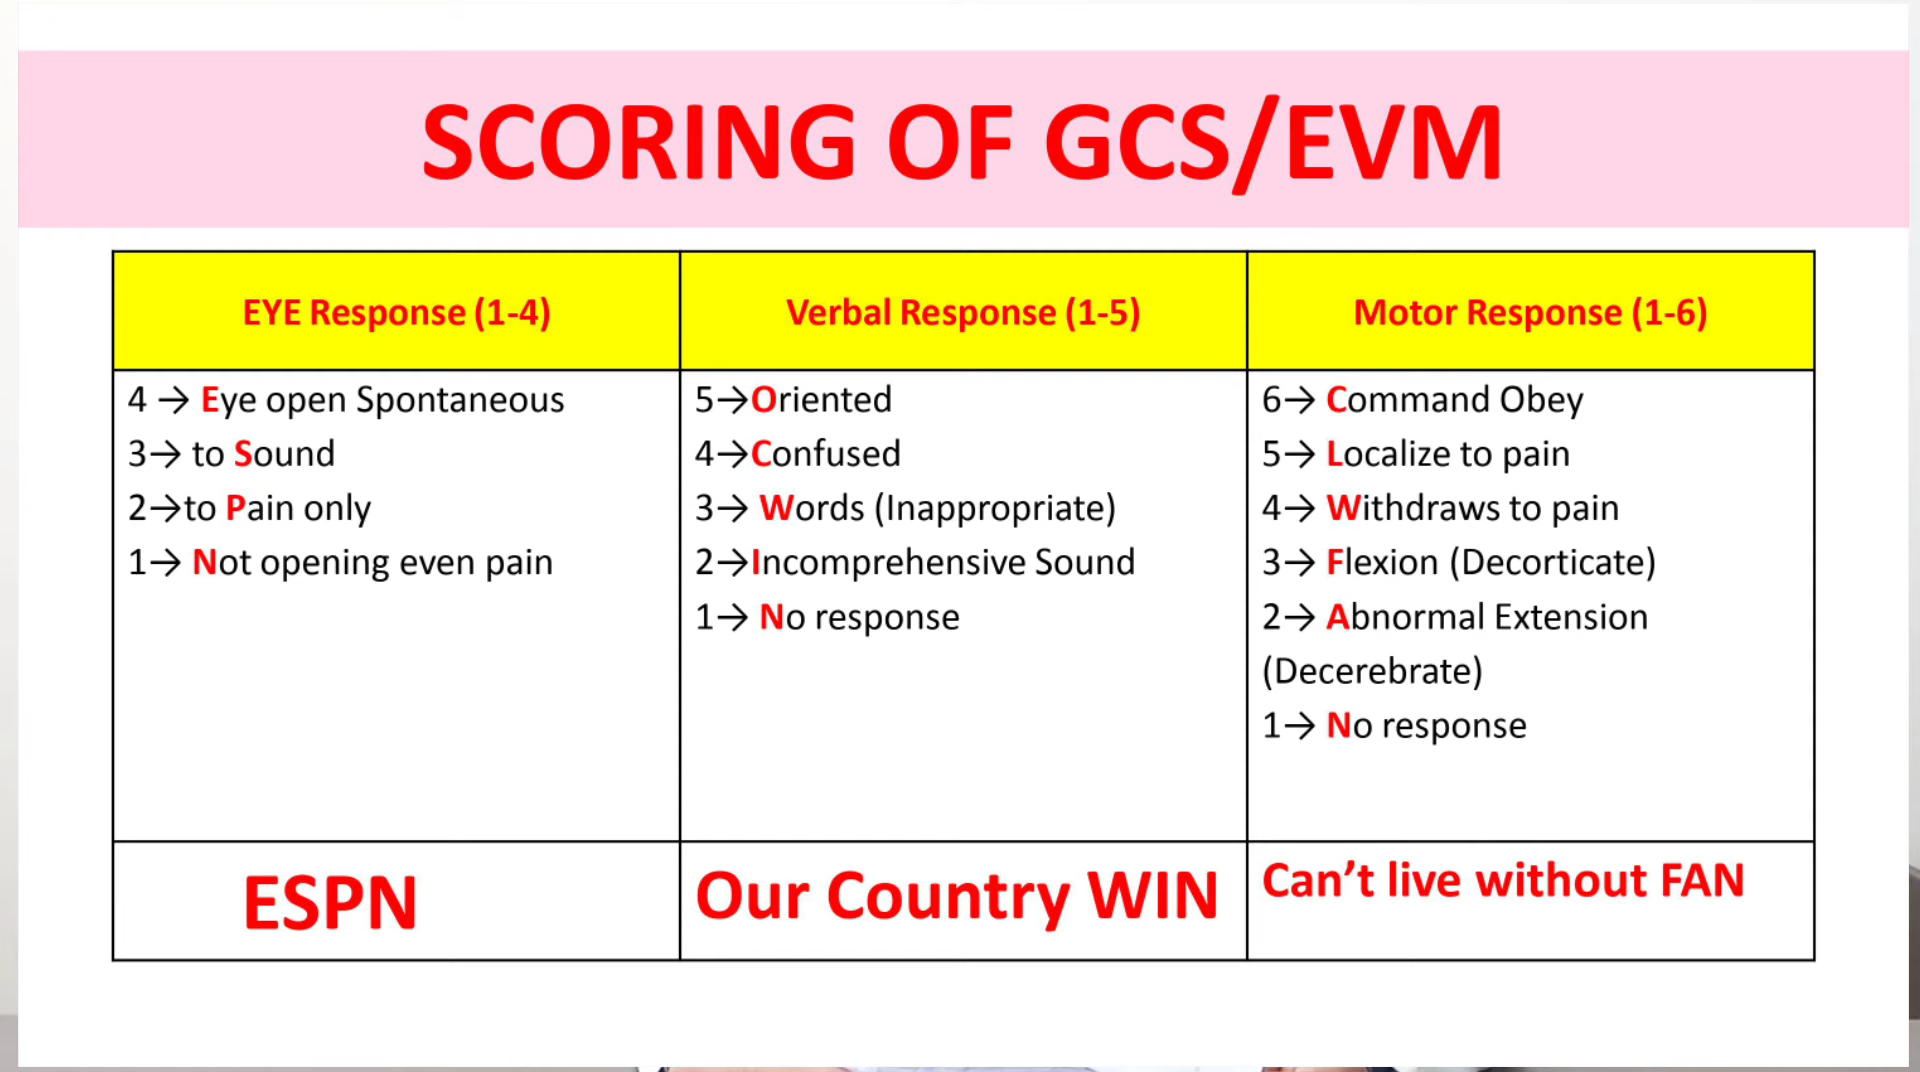 SCORING OF GCS/EVM
EYE Response (1-4)
Verbal Response (1-5)
Motor Response (1-6)
4 → Eye open Spontaneous
3→ to Sound
2→to Pain only
1→ Not opening even pain
5→Oriented
4→Confused
3→ Words (Inappropriate)
2→Incomprehensive Sound
1→ No response
6→ Command Obey
5→ Localize to pain
4→ Withdraws to pain
3→ Flexion (Decorticate)
2→ Abnormal Extension
(Decerebrate)
1→ No response
ESPN
Our Country WIN
Can’t live without FAN